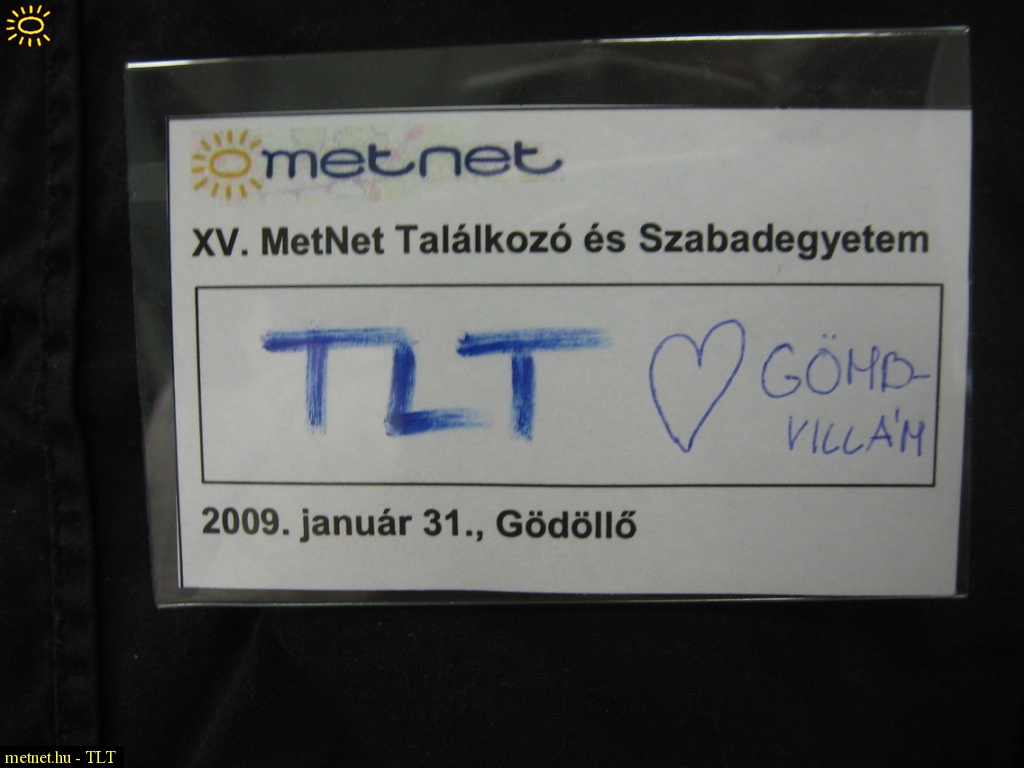 metnet
XV. MetNet Találkozó és Szabadegyetem
TLT
GÖMB-
VILLÁM
2009. január 31., Gödöllő
metnet.hu - TLT